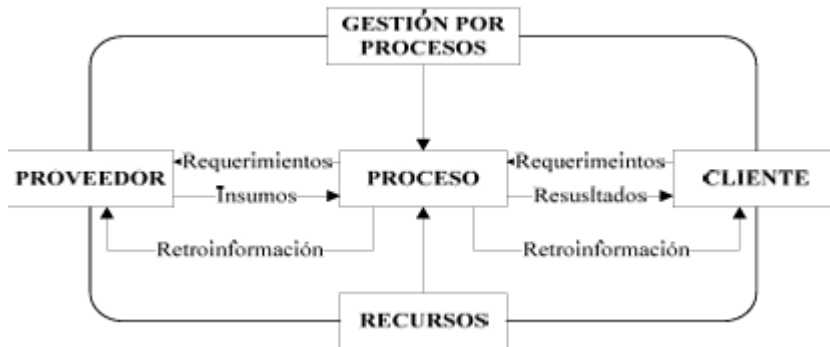 GESTIÓN POR
PROCESOS
Requerimientos
Requerimeintos
PROVEEDOR
PROCESO
CLIENTE
Insumos
Resusltados
Retroinformación
Retroinformación
RECURSOS